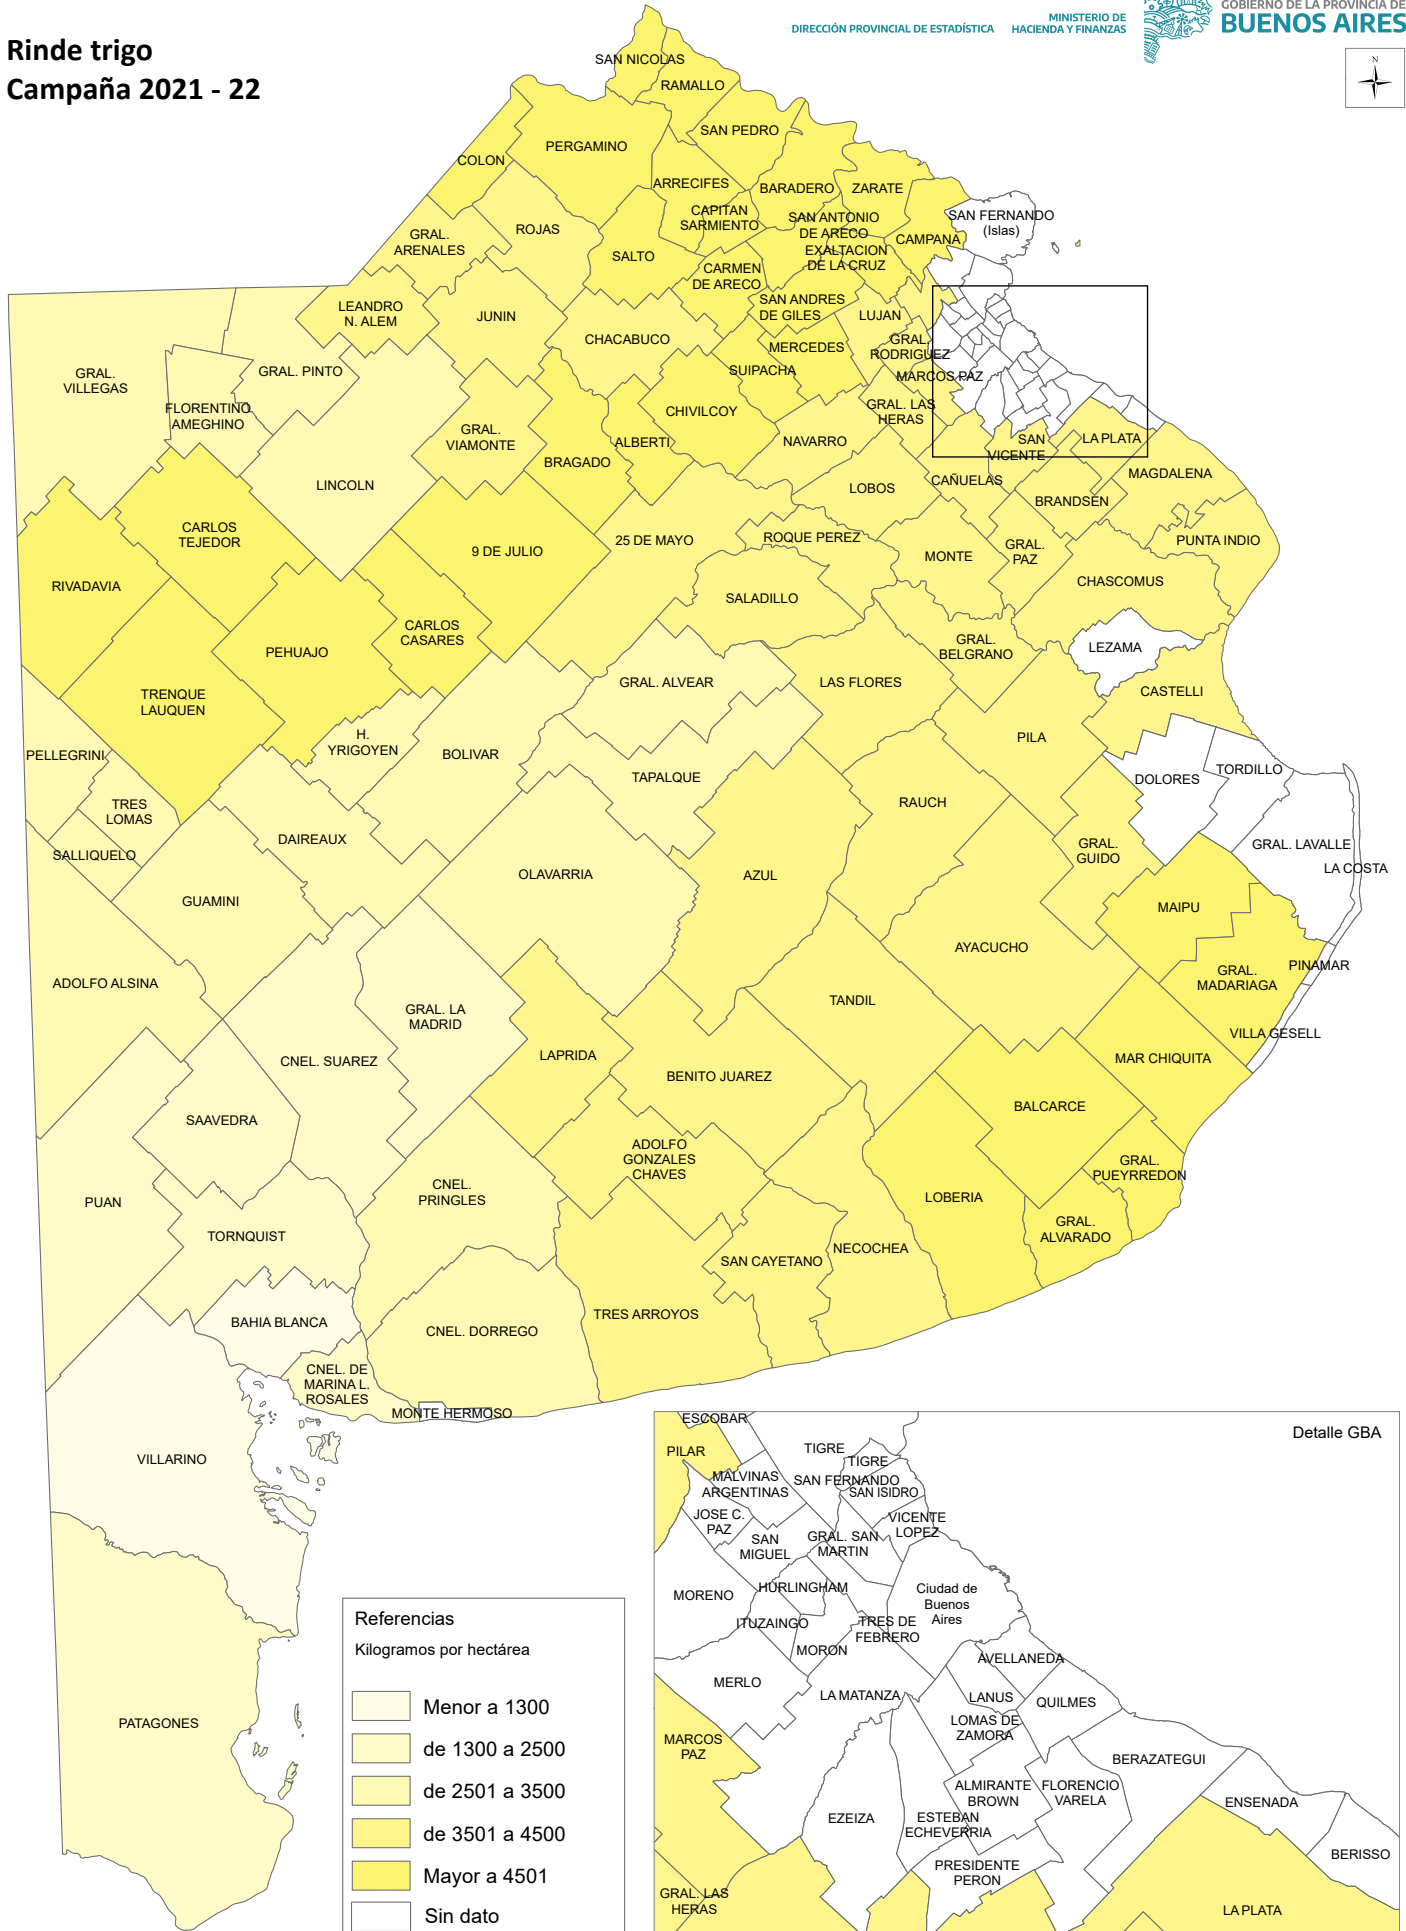 Rinde trigo
Campaña 2021 - 22
DIRECCIÓN PROVINCIAL DE ESTADÍSTICA
MINISTERIO DE
HACIENDA Y FINANZAS
GOBIERNO DE LA PROVINCIA DE
BUENOS AIRES
N
SAN NICOLAS
RAMALLO
SAN PEDRO
PERGAMINO
COLON
ARRECIFES
BARADERO
ZARATE
CAPITAN
SARMIENTO
SAN ANTONIO
DE ARECO
SAN FERNANDO
(Islas)
ROJAS
GRAL.
ARENALES
SALTO
EXALTACION
DE LA CRUZ
CAMPANA
CARMEN
DE ARECO
LEANDRO
N. ALEM
JUNIN
SAN ANDRES
DE GILES
LUJAN
CHACABUCO
MERCEDES
GRAL.
RODRIGUEZ
SUIPACHA
MARCOS PAZ
GRAL.
VILLEGAS
GRAL. PINTO
FLORENTINO
AMEGHINO
CHIVILCOY
GRAL. LAS
HERAS
GRAL.
VIAMONTE
ALBERTI
NAVARRO
SAN
VICENTE
LA PLATA
BRAGADO
LINCOLN
LOBOS
CAÑUELAS
MAGDALENA
BRANDSEN
CARLOS
TEJEDOR
9 DE JULIO
25 DE MAYO
ROQUE PEREZ
MONTE
GRAL.
PAZ
PUNTA INDIO
RIVADAVIA
SALADILLO
CHASCOMUS
CARLOS
CASARES
PEHUAJO
GRAL.
BELGRANO
LEZAMA
TRENQUE
LAUQUEN
GRAL. ALVEAR
LAS FLORES
CASTELLI
PELLEGRINI
H.
YRIGOYEN
BOLIVAR
PILA
TAPALQUE
DOLORES
TORDILLO
TRES
LOMAS
RAUCH
DAIREAUX
SALLIQUELO
GRAL.
GUIDO
GRAL. LAVALLE
LA COSTA
OLAVARRIA
AZUL
GUAMINI
MAIPU
AYACUCHO
ADOLFO ALSINA
GRAL.
MADARIAGA
PINAMAR
GRAL. LA
MADRID
TANDIL
VILLA GESELL
CNEL. SUAREZ
LAPRIDA
MAR CHIQUITA
BENITO JUAREZ
BALCARCE
SAAVEDRA
ADOLFO
GONZALES
CHAVES
GRAL.
PUEYRREDON
PUAN
CNEL.
PRINGLES
LOBERIA
TORNQUIST
GRAL.
ALVARADO
NECOCHEA
SAN CAYETANO
BAHIA BLANCA
CNEL. DORREGO
TRES ARROYOS
CNEL. DE
MARINA L.
ROSALES
MONTE HERMOSO
VILLARINO
PATAGONES
Referencias
Kilogramos por hectárea
Menor a 1300
de 1300 a 2500
de 2501 a 3500
de 3501 a 4500
Mayor a 4501
Sin dato
Detalle GBA
ESCOBAR
PILAR
TIGRE
TIGRE
MALVINAS
ARGENTINAS
SAN FERNANDO
SAN ISIDRO
JOSE C.
PAZ
VICENTE
LOPEZ
SAN
MIGUEL
GRAL. SAN
MARTIN
MORENO
HURLINGHAM
Ciudad de
Buenos
Aires
ITUZAINGO
TRES DE
FEBRERO
MORON
AVELLANEDA
MERLO
LA MATANZA
LANUS
QUILMES
LOMAS DE
ZAMORA
MARCOS
PAZ
BERAZATEGUI
ALMIRANTE
BROWN
FLORENCIO
VARELA
ENSENADA
EZEIZA
ESTEBAN
ECHEVERRIA
BERISSO
PRESIDENTE
PERON
GRAL. LAS
HERAS
LA PLATA